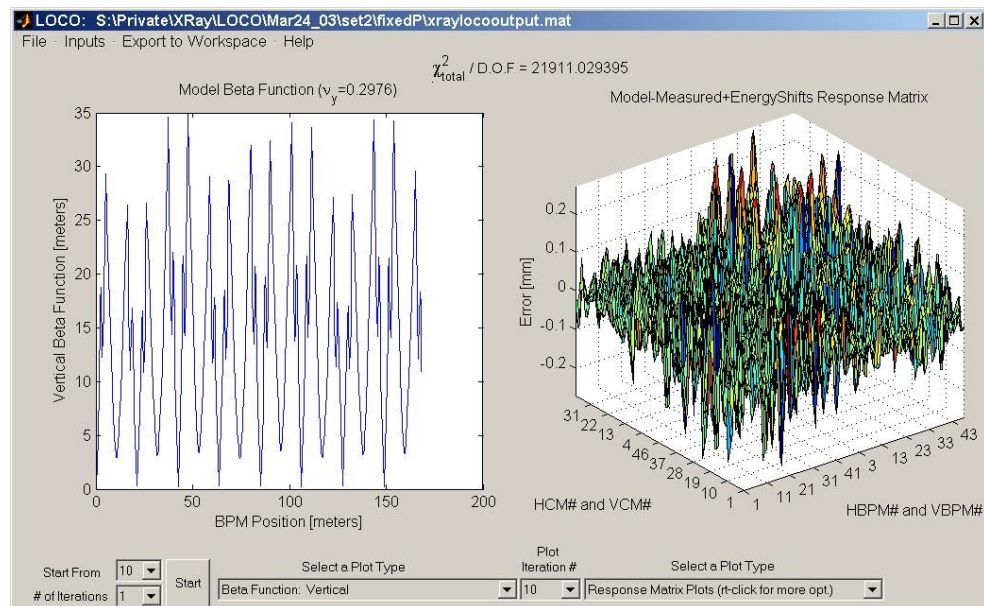 LOCO: S:\Private\XRay\LOCO\Mar24_03\set2\fixedP\xraylocooutput.mat
File - Inputs - Export to Workspace - Help
χ²total / D.O.F = 21911.029395
Model Beta Function (νy=0.2976)
35
30
25
20
15
10
5
0
Vertical Beta Function [meters]
0 50 100 150 200
BPM Position [meters]
Model-Measured+EnergyShifts Response Matrix
0.2
0.1
0
-0.1
-0.2
Error [mm]
31 22 13 4 46 37 28 19 10 1
1 11 21 31 41 3 13 23 33 43
HCM# and VCM#
HBPM# and VBPM#
Start From 10
# of Iterations 1
Start
Select a Plot Type
Beta Function: Vertical
Plot
Iteration #
10
Select a Plot Type
Response Matrix Plots (rt-click for more opt.)